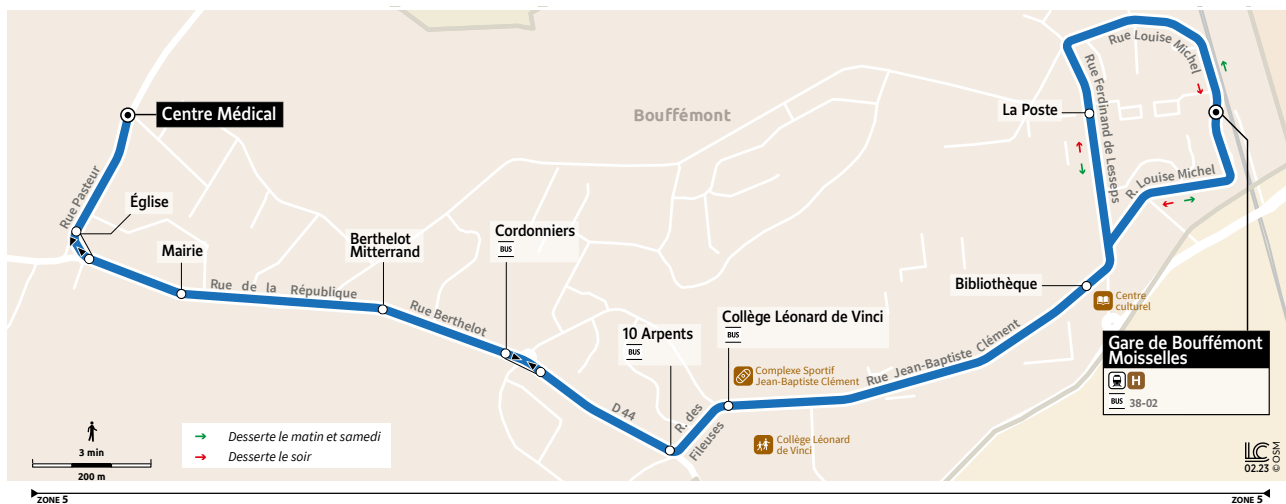 Rue Louise Michel
Centre Médical
Bouffémont
La Poste
Rue Ferdinand de Lesseps
Rue Pasteur
R. Louise Michel
Église
Mairie
Berthelot
Mitterrand
Cordonniers
BUS
Rue de la République
Rue Berthelot
Bibliothèque
Centre
culturel
10 Arpents
BUS
Collège Léonard de Vinci
BUS
Gare de Bouffémont
Moisselles
H
BUS 38-02
Complexe Sportif
Jean-Baptiste Clément
Rue Jean-Baptiste Clément
D 44
R. des
Fileuses
Collège Léonard
de Vinci
3 min
200 m
Desserte le matin et samedi
Desserte le soir
LC
02.23
© OSM
ZONE 5
ZONE 5